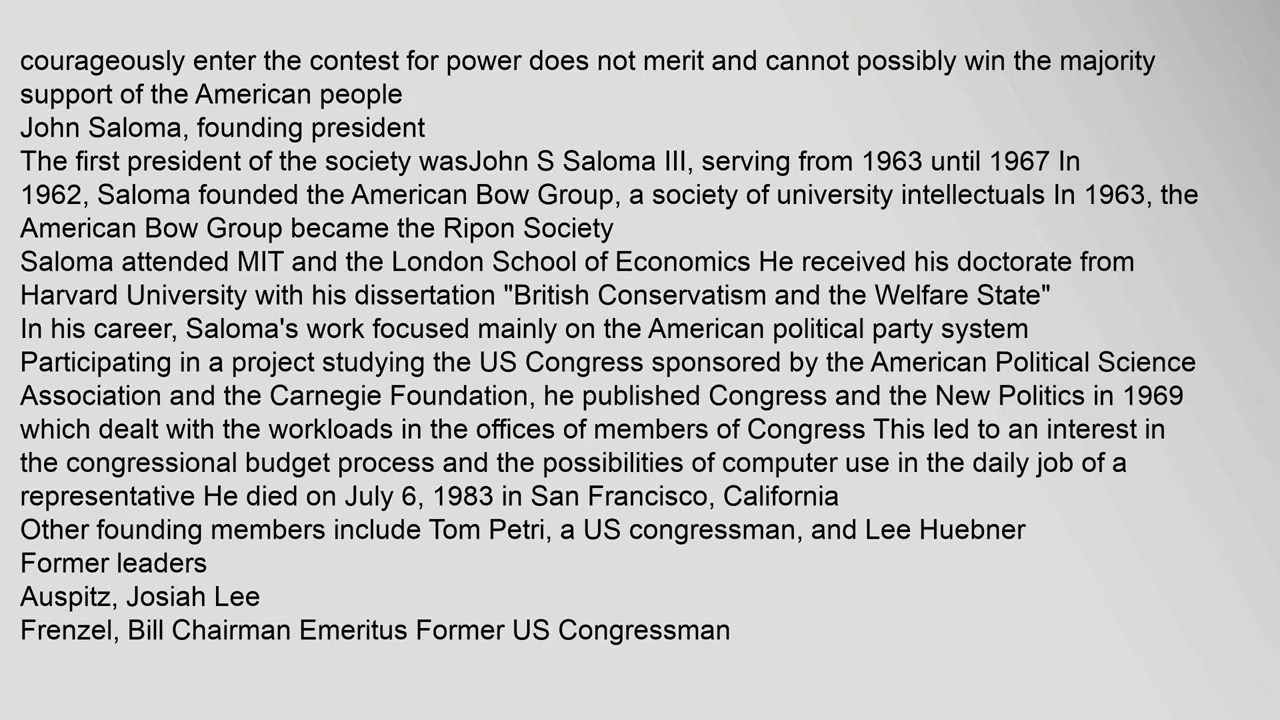 courageously enter the contest for power does not merit and cannot possibly win the majority
support of the American people
John Saloma, founding president
The first president of the society wasJohn S Saloma III, serving from 1963 until 1967 In
1962, Saloma founded the American Bow Group, a society of university intellectuals In 1963, the
American Bow Group became the Ripon Society
Saloma attended MIT and the London School of Economics He received his doctorate from
Harvard University with his dissertation "British Conservatism and the Welfare State"
In his career, Saloma's work focused mainly on the American political party system
Participating in a project studying the US Congress sponsored by the American Political Science
Association and the Carnegie Foundation, he published Congress and the New Politics in 1969
which dealt with the workloads in the offices of members of Congress This led to an interest in
the congressional budget process and the possibilities of computer use in the daily job of a
representative He died on July 6, 1983 in San Francisco, California
Other founding members include Tom Petri, a US congressman, and Lee Huebner
Former leaders
Auspitz, Josiah Lee
Frenzel, Bill Chairman Emeritus Former US Congressman